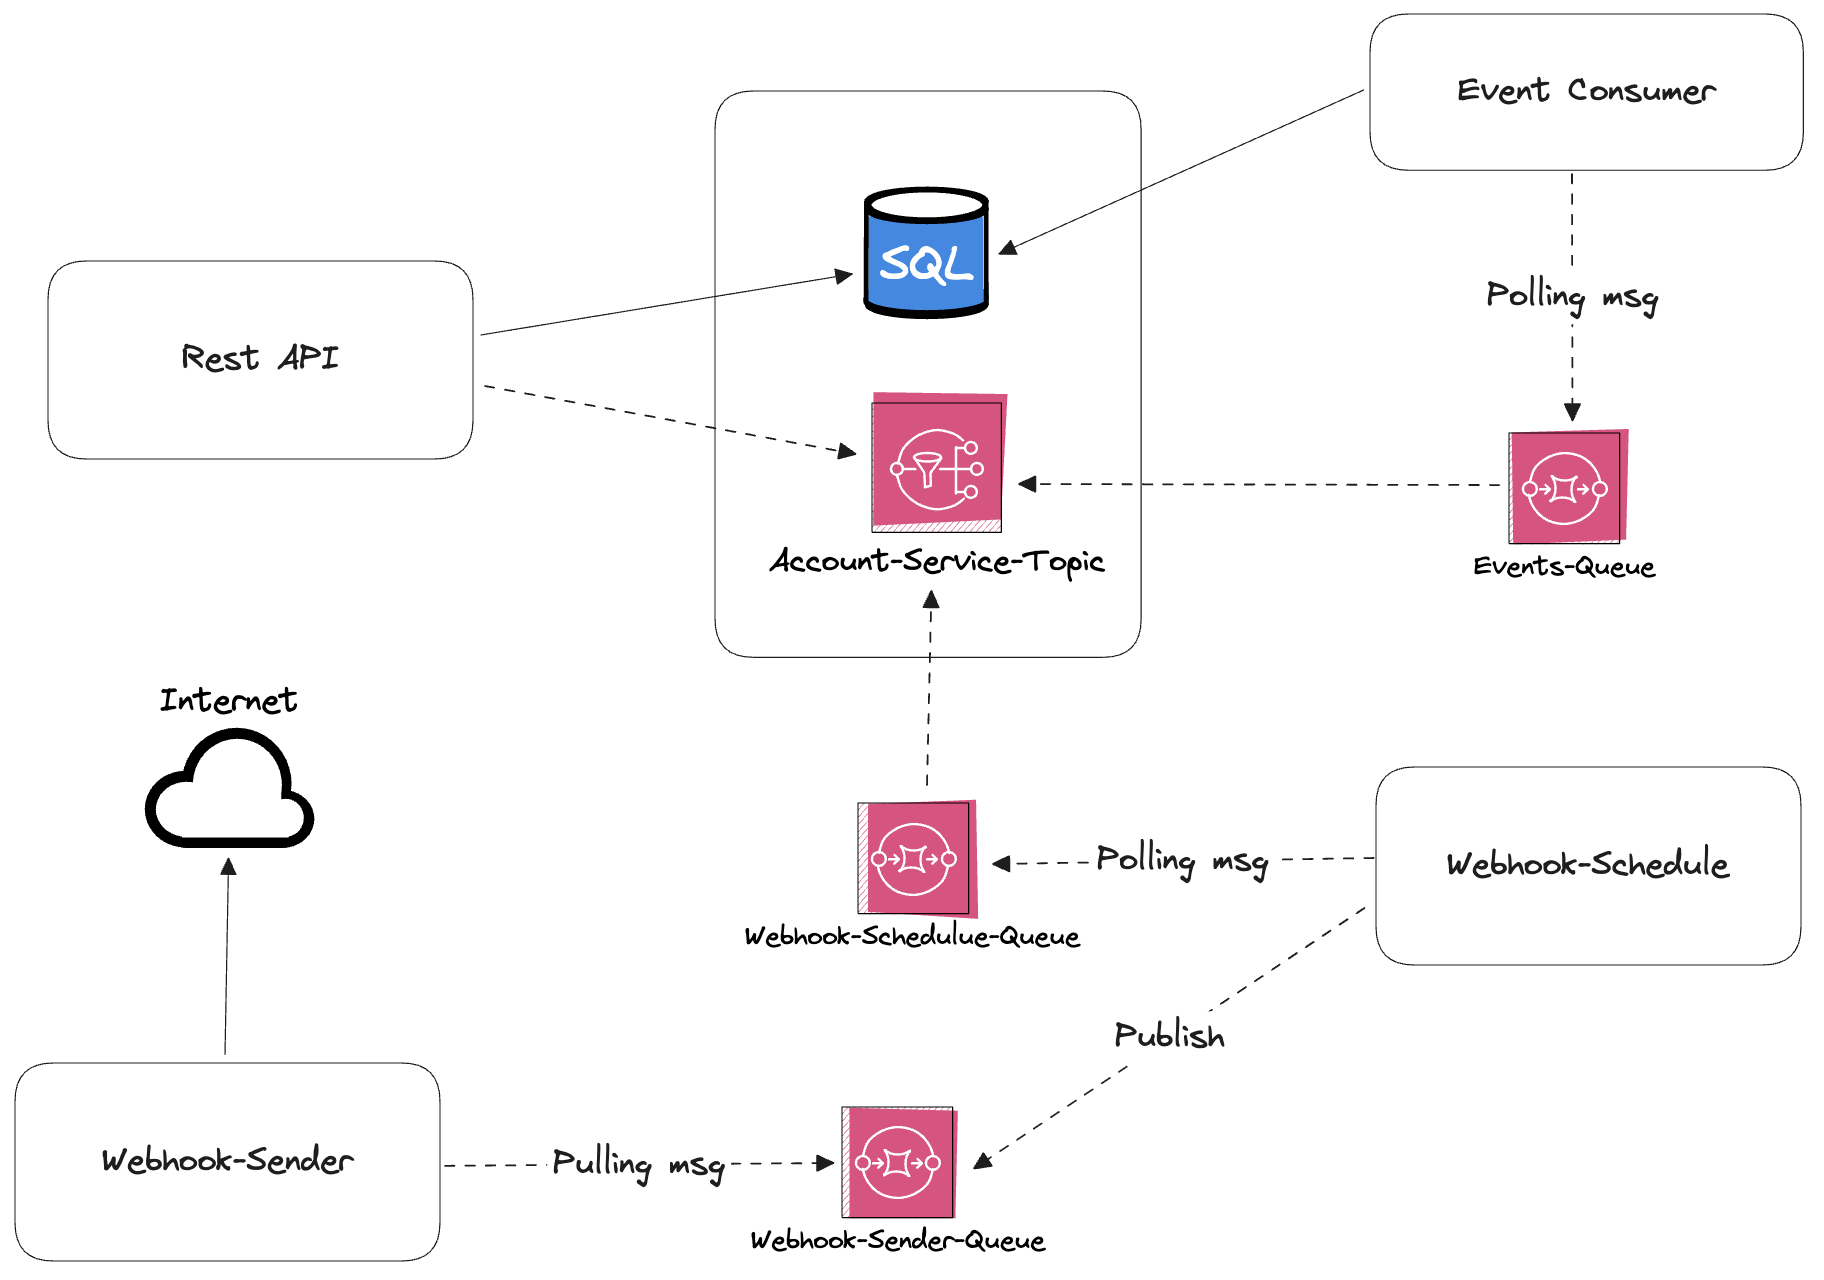 Event Consumer
SQL
Polling msg
Rest API
Account-Service-Topic
Events-Queue
Internet
Polling msg
Webhook-Schedule
Webhook-Schedulue-Queue
Publish
Webhook-Sender
Pulling msg
Webhook-Sender-Queue